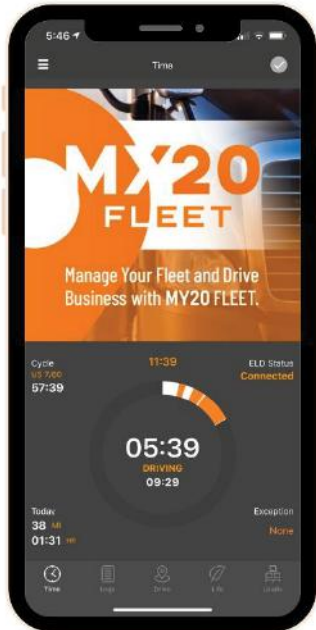 5:46
Time
MY20
FLEET
Manage Your Fleet and Drive
Business with MY20 FLEET.
Cycle
US 7/60
57:39
11:39
ELD Status
Connected
05:39
DRIVING
09:29
Today
38 MI
01:31 HR
Exception
None
Time
Logs
Drive